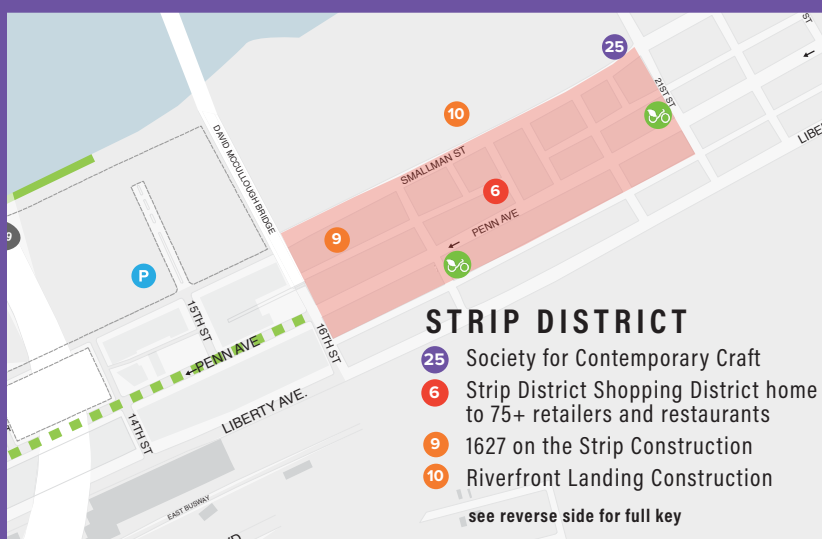 25
ST
21ST ST
10
DAVID MCCULLOUGH BRIDGE
SMALLMAN ST
6
9
PENN AVE
9
P
15TH ST
16TH ST
PENN AVE
LIBERTY AVE.
14TH ST
EAST BUSWAY
STRIP DISTRICT
25 Society for Contemporary Craft
6 Strip District Shopping District home
to 75+ retailers and restaurants
9 1627 on the Strip Construction
10 Riverfront Landing Construction
see reverse side for full key